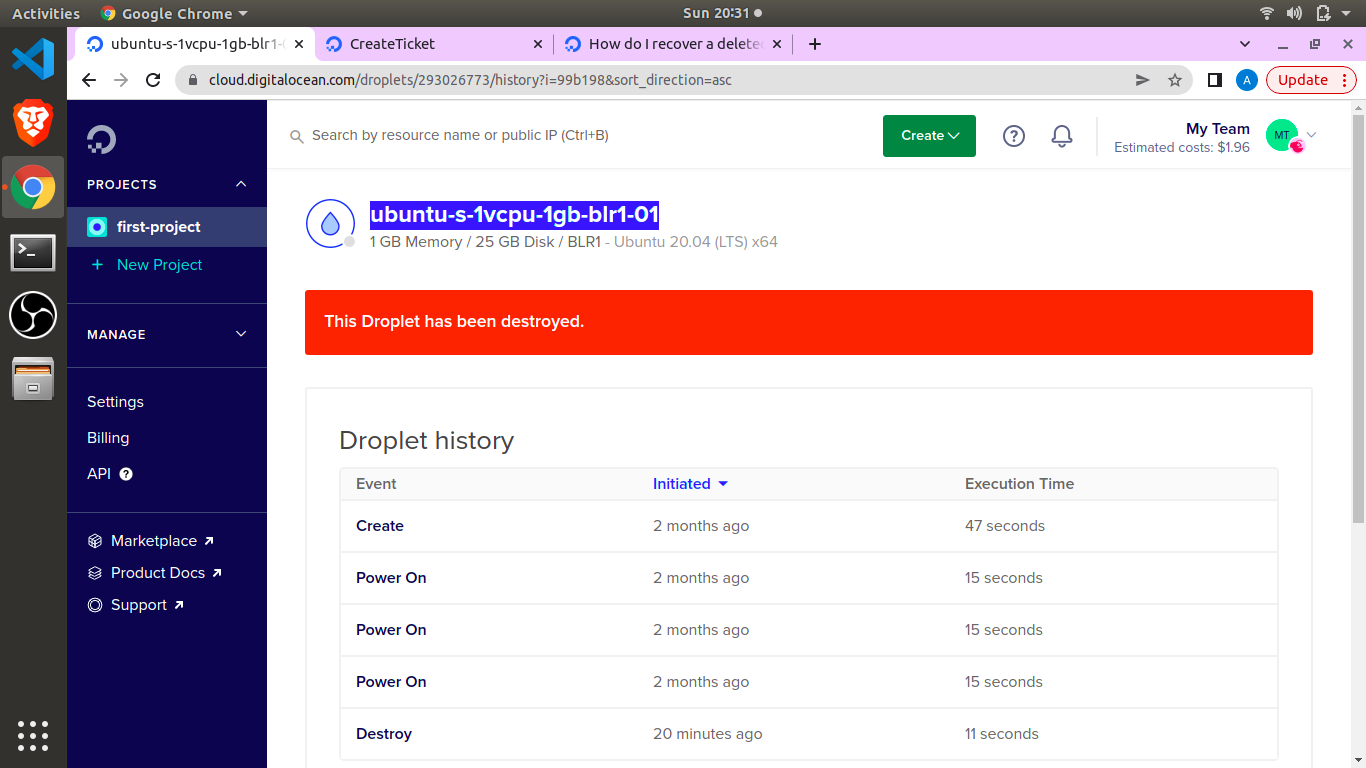 Activities Google Chrome Sun 20:31
ubuntu-s-1vcpu-1gb-blr1- CreateTicket How do I recover a delete
cloud.digitalocean.com/droplets/293026773/history?i=99b198&sort_direction=asc A Update
Search by resource name or public IP (Ctrl+B) Create ? My Team MT
Estimated costs: $1.96
PROJECTS
first-project
+ New Project
MANAGE
Settings
Billing
API ?
Marketplace
Product Docs
Support
ubuntu-s-1vcpu-1gb-blr1-01
1 GB Memory / 25 GB Disk / BLR1 - Ubuntu 20.04 (LTS) x64
This Droplet has been destroyed.
Droplet history
Event Initiated Execution Time
Create 2 months ago 47 seconds
Power On 2 months ago 15 seconds
Power On 2 months ago 15 seconds
Power On 2 months ago 15 seconds
Destroy 20 minutes ago 11 seconds